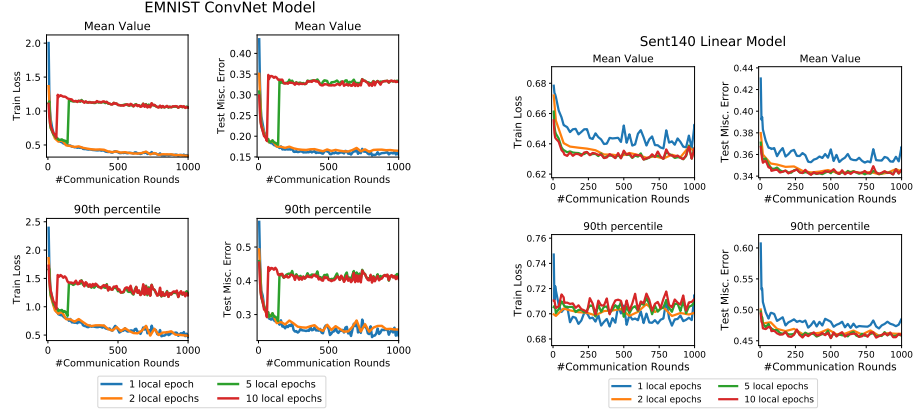 EMNIST ConvNet Model
Mean Value
Train Loss
2.0
1.5
1.0
0.5
0
500
1000
#Communication Rounds
Mean Value
Test Misc. Error
0.40
0.35
0.30
0.25
0.20
0.15
0
500
1000
#Communication Rounds
90th percentile
Train Loss
2.5
2.0
1.5
1.0
0.5
0
500
1000
#Communication Rounds
90th percentile
Test Misc. Error
0.5
0.4
0.3
0
500
1000
#Communication Rounds
1 local epoch
2 local epochs
5 local epochs
10 local epochs
Sent140 Linear Model
Mean Value
Train Loss
0.68
0.66
0.64
0.62
0
250
500
750
1000
#Communication Rounds
Mean Value
Test Misc. Error
0.44
0.42
0.40
0.38
0.36
0.34
0
250
500
750
1000
#Communication Rounds
90th percentile
Train Loss
0.76
0.74
0.72
0.70
0.68
0
250
500
750
1000
#Communication Rounds
90th percentile
Test Misc. Error
0.60
0.55
0.50
0.45
0
250
500
750
1000
#Communication Rounds
1 local epochs
2 local epochs
5 local epochs
10 local epochs